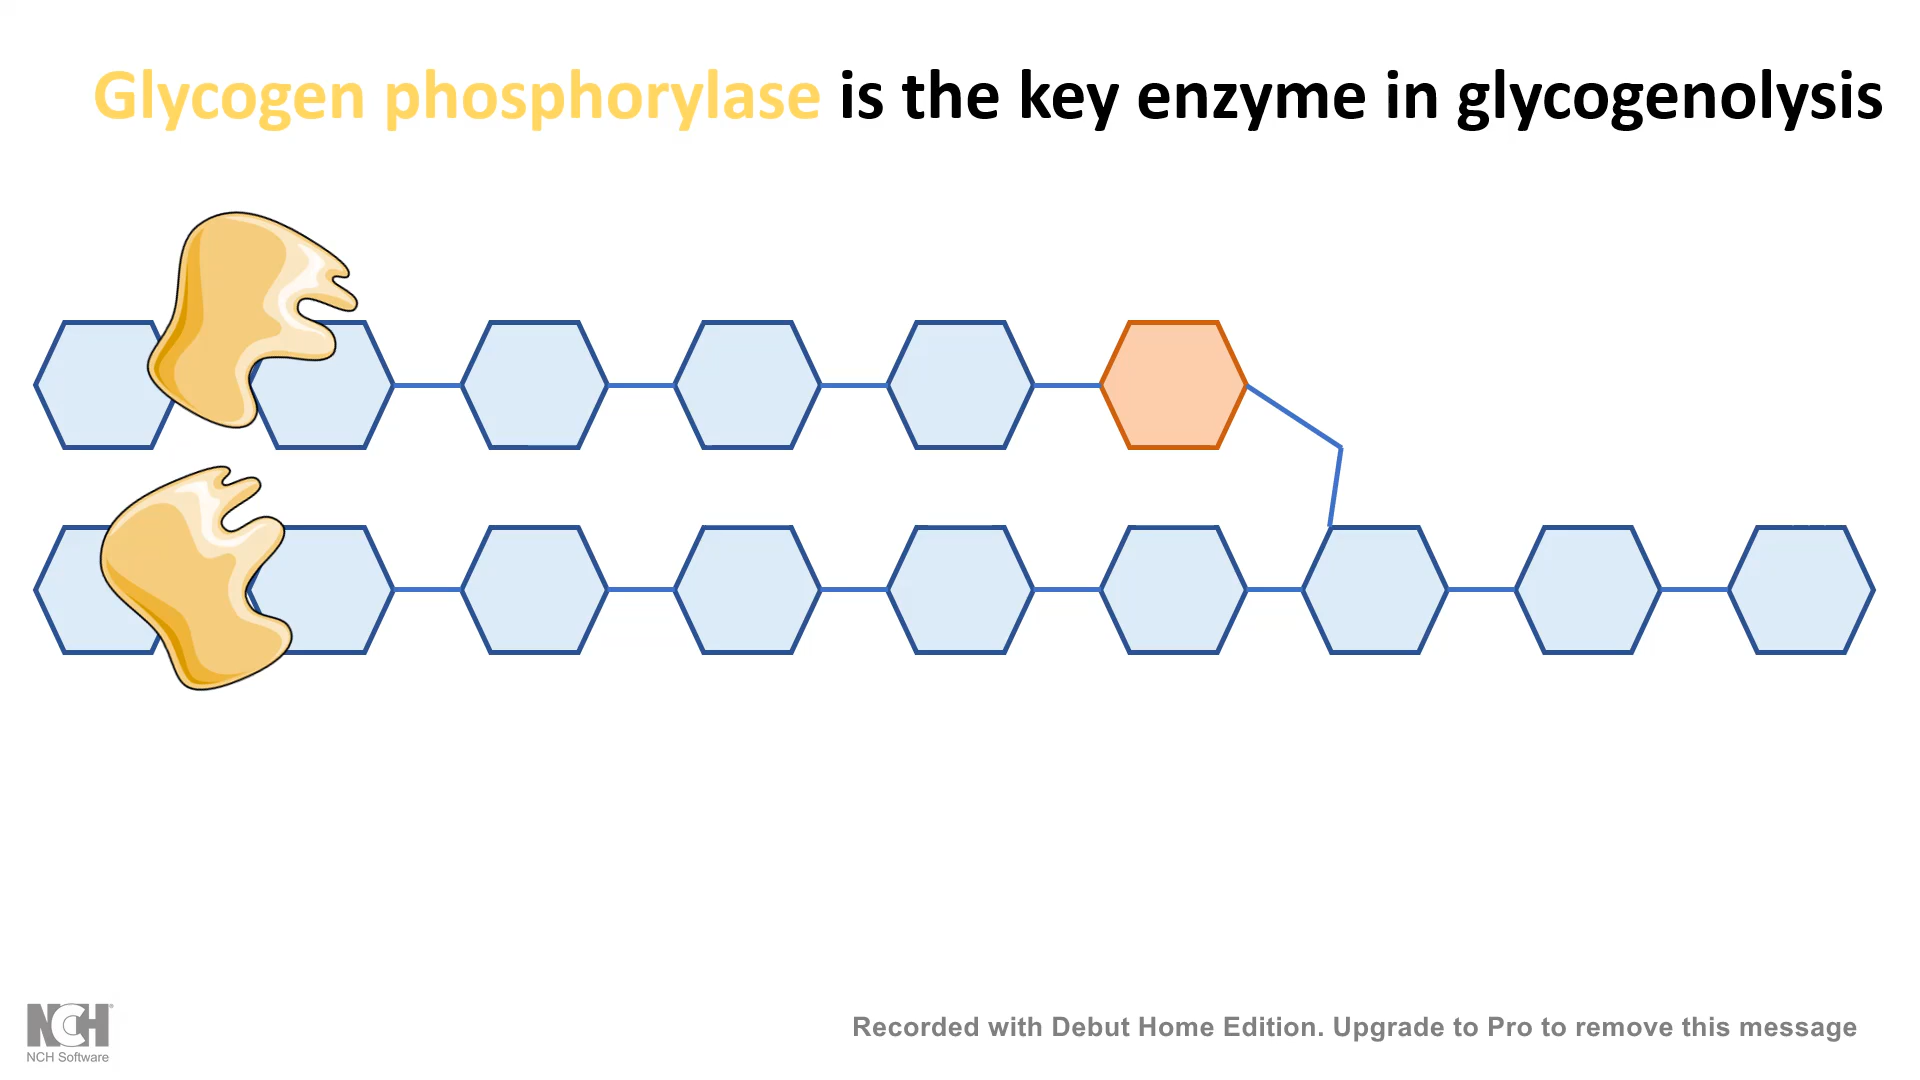 Glycogen phosphorylase is the key enzyme in glycogenolysis
NCH
NCH Software
Recorded with Debut Home Edition. Upgrade to Pro to remove this message